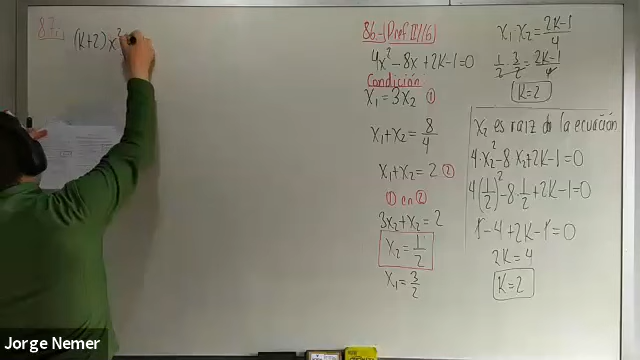 87.) (k+2)x²
86-(Pref II/16)
4x²-8x+2k-1=0
Condición
x₁=3x₂ ①
x₁+x₂=8/4
x₁+x₂=2 ②
① en ②
3x₂+x₂=2
x₂=1/2
x₁=3/2
x₁ x₂=2k-1/4
1/2·3/2=2k-1/4
k=2
x₂ es raiz d la ecuación
4·x₂²-8x₂+2k-1=0
4(1/2)²-8·1/2+2k-1=0
1-4+2k-1=0
2k=4
k=2
Jorge Nemer